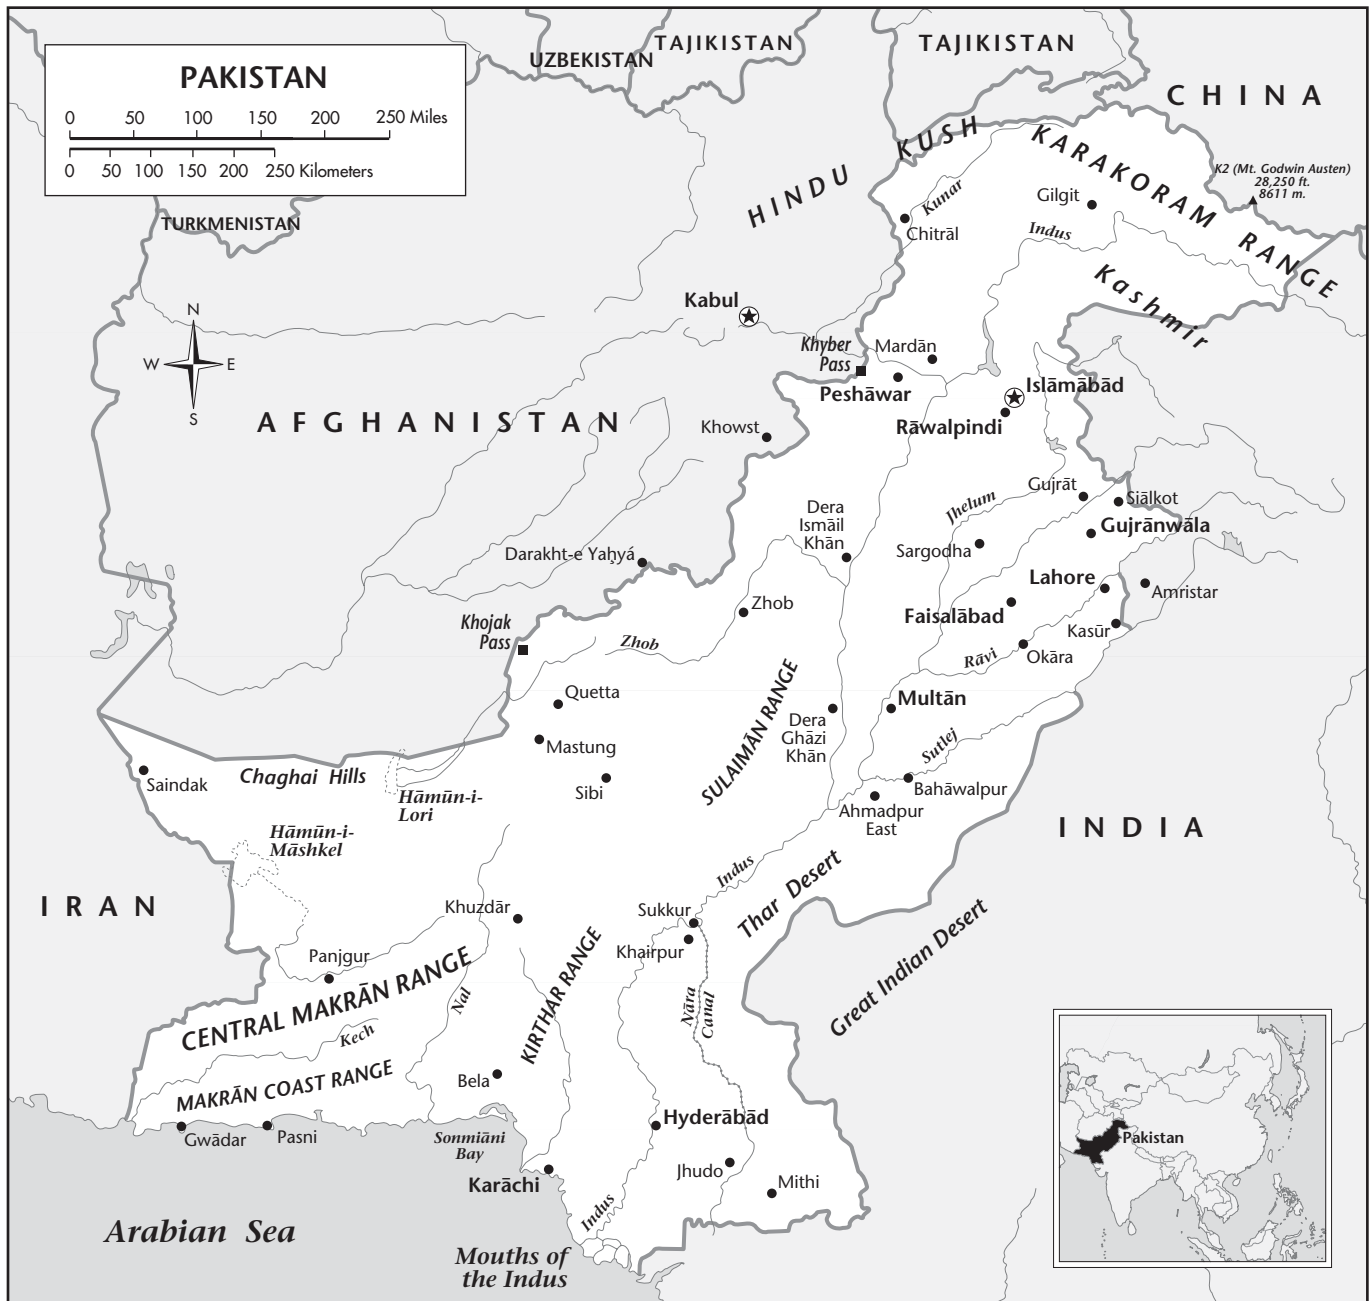 PAKISTAN
0 50 100 150 200 250 Miles
0 50 100 150 200 250 Kilometers
UZBEKISTAN
TAJIKISTAN
TAJIKISTAN
CHINA
TURKMENISTAN
HINDU KUSH
KARAKORAM RANGE
K2 (Mt. Godwin Austen)
28,250 ft.
8611 m.
Kunar
Gilgit
Chitrāl
Indus
Kashmir
N
W E
S
Kabul
Khyber
Pass
Mardān
Peshāwar
Islāmābād
Rāwalpindi
AFGHANISTAN
Khowst
Gujrāt
Siālkot
Jhelum
Dera
Ismāil
Khān
Gujrānwāla
Sargodha
Darakht-e Yaḩyá
Lahore
Amristar
Zhob
Faisalābad
Khojak
Pass
Kasūr
Zhob
Rāvi
Okāra
Quetta
SULAIMĀN RANGE
Multān
Dera
Ghāzi
Khān
Mastung
Sutlej
Saindak
Chaghai Hills
Sibi
Bahāwalpur
Hāmūn-i-
Lori
Ahmadpur
East
Hāmūn-i-
Māshkel
INDIA
Indus
Thar Desert
IRAN
Khuzdār
Sukkur
Khairpur
Great Indian Desert
Panjgur
CENTRAL MAKRĀN RANGE
KIRTHAR RANGE
Nal
Nāra
Canal
Kech
MAKRĀN COAST RANGE
Bela
Gwādar
Pasni
Sonmiāni
Bay
Hyderābād
Pakistan
Karāchi
Jhudo
Mithi
Indus
Arabian Sea
Mouths of
the Indus